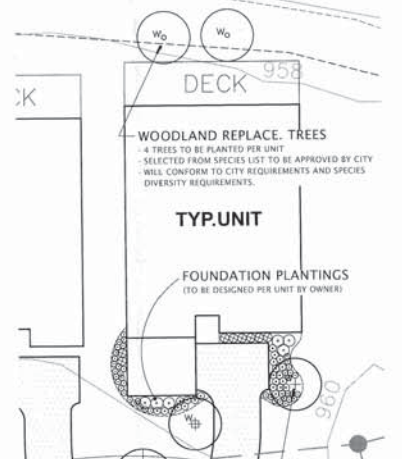 Wo
Wo
DECK
958
CK
WOODLAND REPLACE. TREES
- 4 TREES TO BE PLANTED PER UNIT
- SELECTED FROM SPECIES LIST TO BE APPROVED BY CITY
- WILL CONFORM TO CITY REQUIREMENTS AND SPECIES
DIVERSITY REQUIREMENTS.
TYP.UNIT
FOUNDATION PLANTINGS
(TO BE DESIGNED PER UNIT BY OWNER)
960